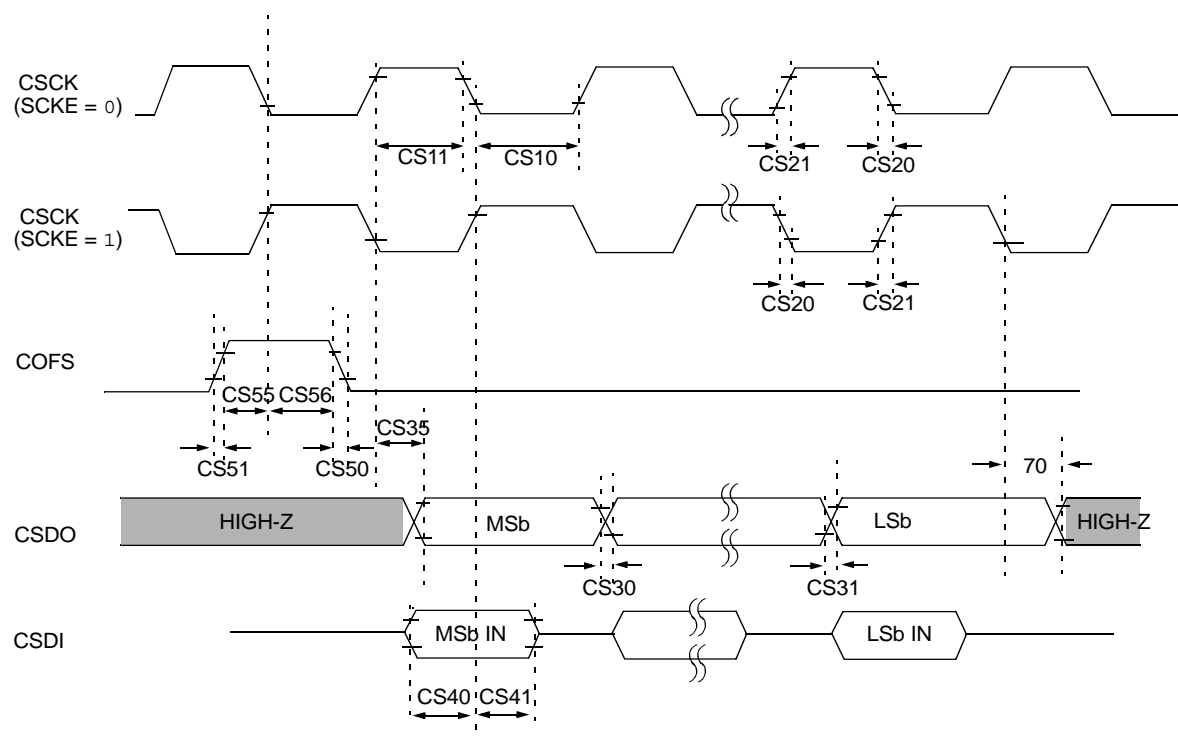 CSCK
(SCKE = 0)
CS11
CS10
CS21
CS20
CSCK
(SCKE = 1)
CS20
CS21
COFS
CS55
CS56
CS35
CS51
CS50
70
CSDO
HIGH-Z
MSb
LSb
HIGH-Z
CS30
CS31
CSDI
MSb IN
LSb IN
CS40
CS41